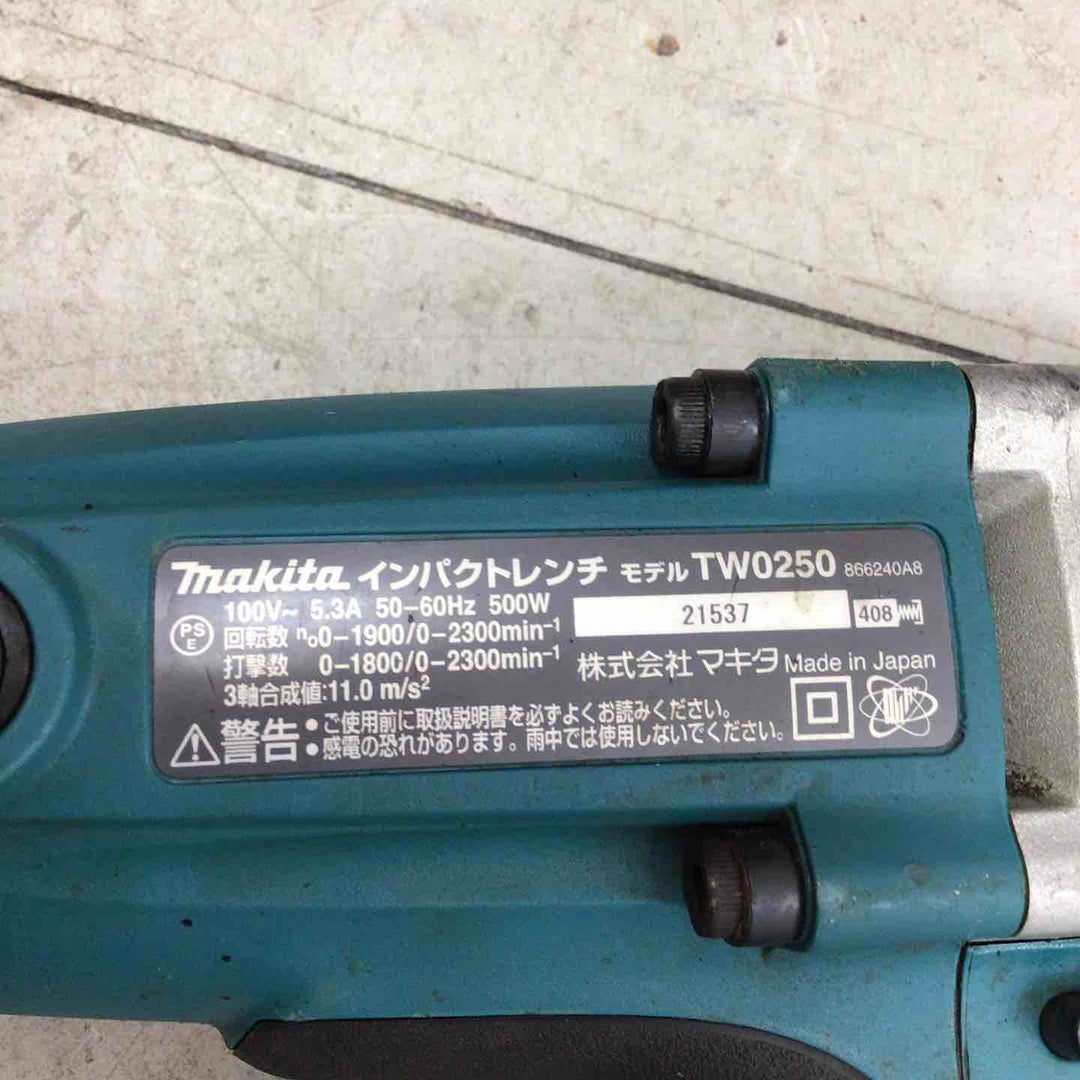 makita インパクトレンチ モデル TW0250 866240A8
100V～ 5.3A 50-60Hz 500W
21537
408
PS
E
回転数 n₀0-1900/0-2300min⁻¹
打撃数 0-1800/0-2300min⁻¹
株式会社 マキタ Made in Japan
3軸合成値:11.0 m/s²
警告
●ご使用前に取扱説明書を必ずよくお読みください。
●感電の恐れがあります。雨中では使用しないでください。